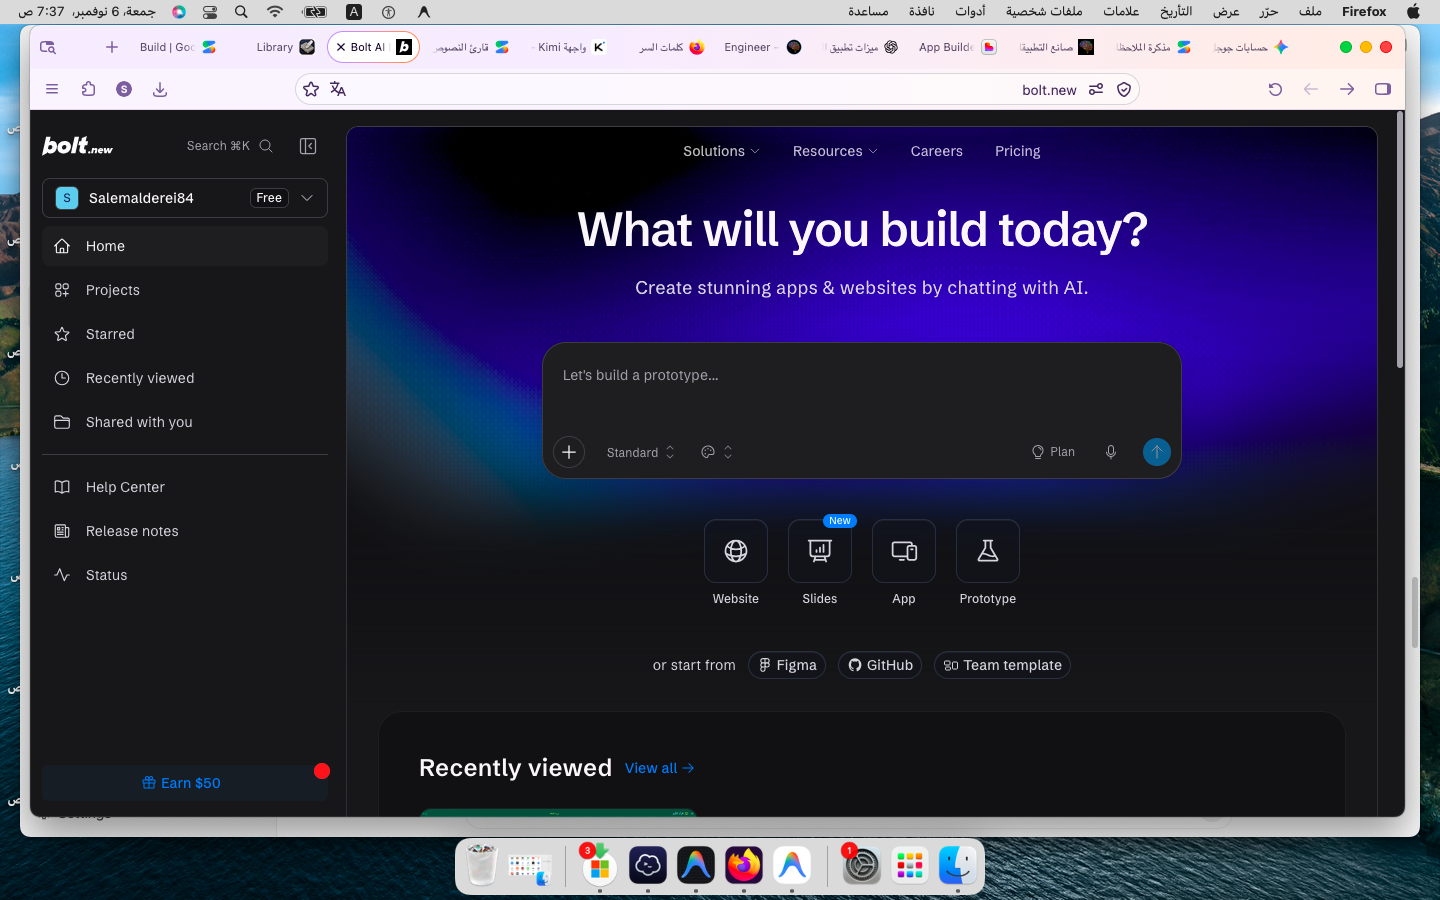 Firefox ملف حرّر عرض التأريخ علامات ملفات شخصية أدوات نافذة مساعدة
A
جمعة، 6 نوفمبر، 7:37 ص
حسابات جوجل
مذكرة الملاحظا
صانع التطبيقا
App Builde
ميزات تطبيق
Engineer -
كلمات السر
واجهة Kimi -
قارئ النصوص
Bolt AI
Library
Build | Goo
S
bolt.new
bolt.new
Search ⌘K
S Salemalderei84 Free
Home
Projects
Starred
Recently viewed
Shared with you
Help Center
Release notes
Status
Earn $50
Solutions Resources Careers Pricing
What will you build today?
Create stunning apps & websites by chatting with AI.
Let's build a prototype...
Standard Plan
New
Website Slides App Prototype
or start from Figma GitHub Team template
Recently viewed View all →
3
1